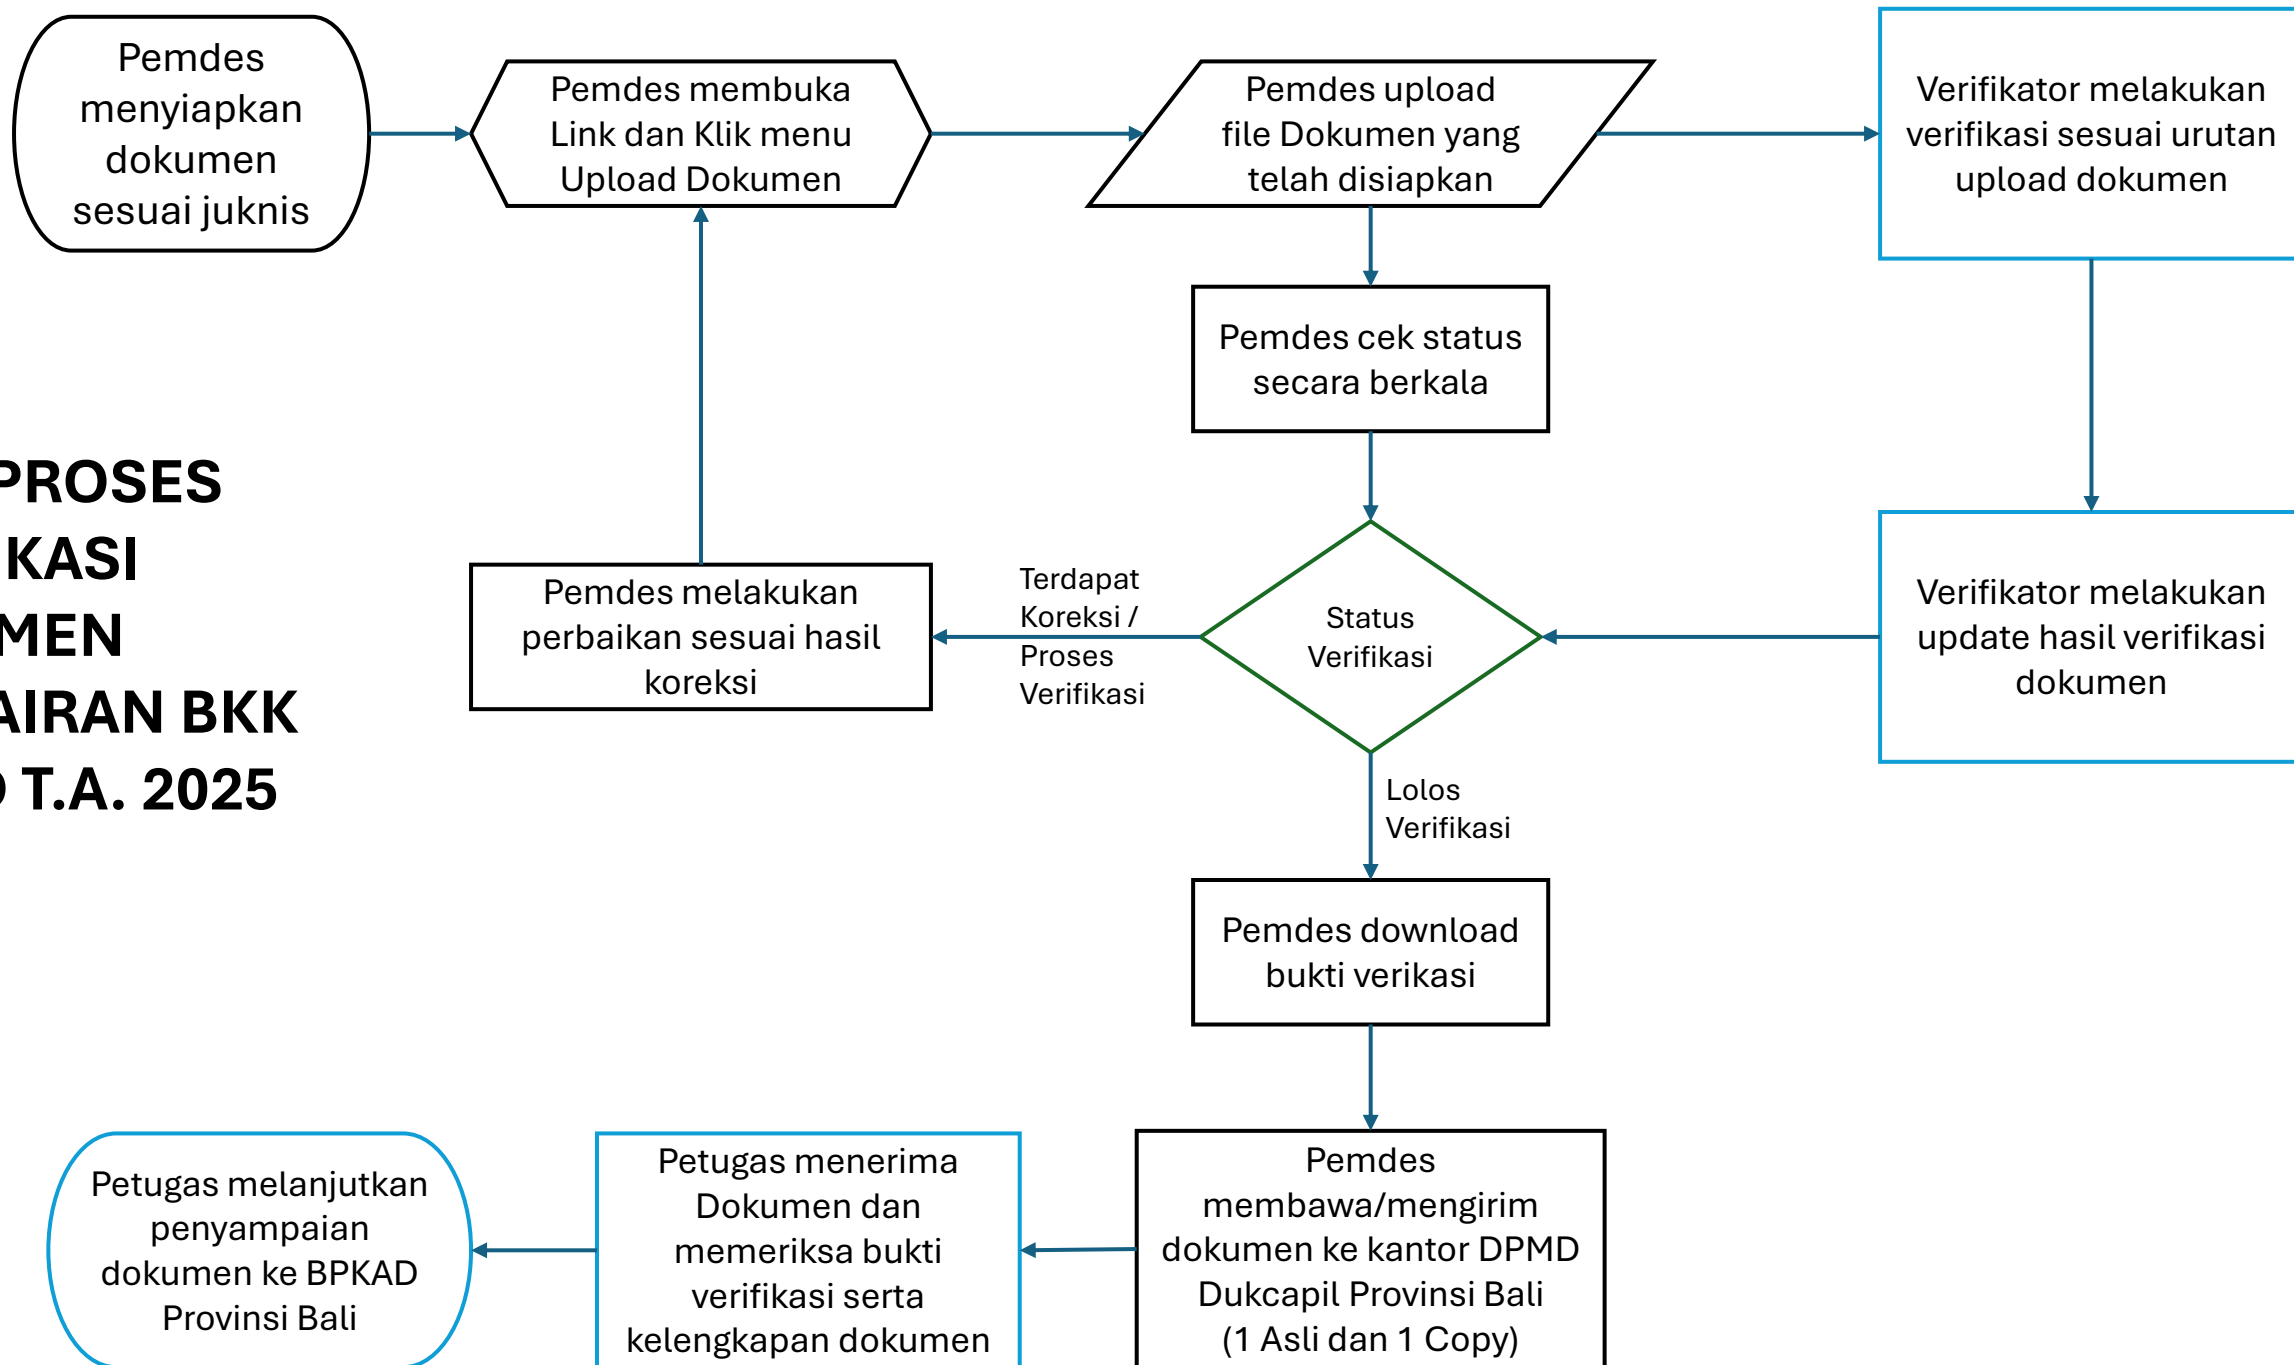 Pemdes
menyiapkan
dokumen
sesuai juknis
Pemdes membuka
Link dan Klik menu
Upload Dokumen
Pemdes upload
file Dokumen yang
telah disiapkan
Verifikator melakukan
verifikasi sesuai urutan
upload dokumen
Pemdes cek status
secara berkala
PROSES
IKASI
MEN
AIRAN BKK
T.A. 2025
Pemdes melakukan
perbaikan sesuai hasil
koreksi
Terdapat
Koreksi /
Proses
Verifikasi
Status
Verifikasi
Verifikator melakukan
update hasil verifikasi
dokumen
Lolos
Verifikasi
Pemdes download
bukti verikasi
Petugas melanjutkan
penyampaian
dokumen ke BPKAD
Provinsi Bali
Petugas menerima
Dokumen dan
memeriksa bukti
verifikasi serta
kelengkapan dokumen
Pemdes
membawa/mengirim
dokumen ke kantor DPMD
Dukcapil Provinsi Bali
(1 Asli dan 1 Copy)